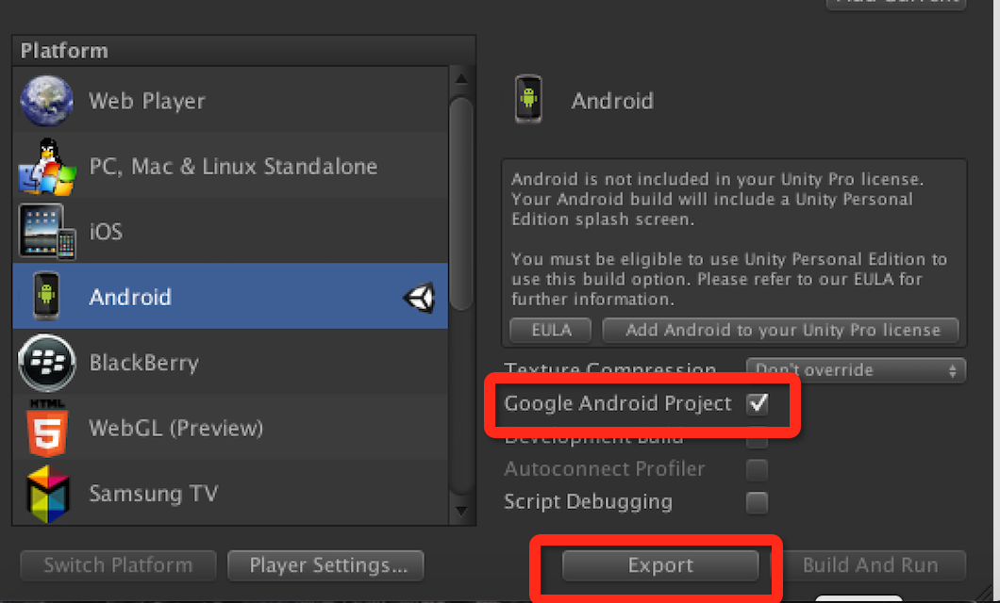 Add Current
Platform
Web Player
PC, Mac & Linux Standalone
iOS
Android
BlackBerry
HTML
5
WebGL (Preview)
Samsung TV
Switch Platform
Player Settings...
Android
Android is not included in your Unity Pro license.
Your Android build will include a Unity Personal
Edition splash screen.
You must be eligible to use Unity Personal Edition to
use this build option. Please refer to our EULA for
further information.
EULA
Add Android to your Unity Pro license
Texture Compression
Don't override
Google Android Project
Development Build
Autoconnect Profiler
Script Debugging
Export
Build And Run